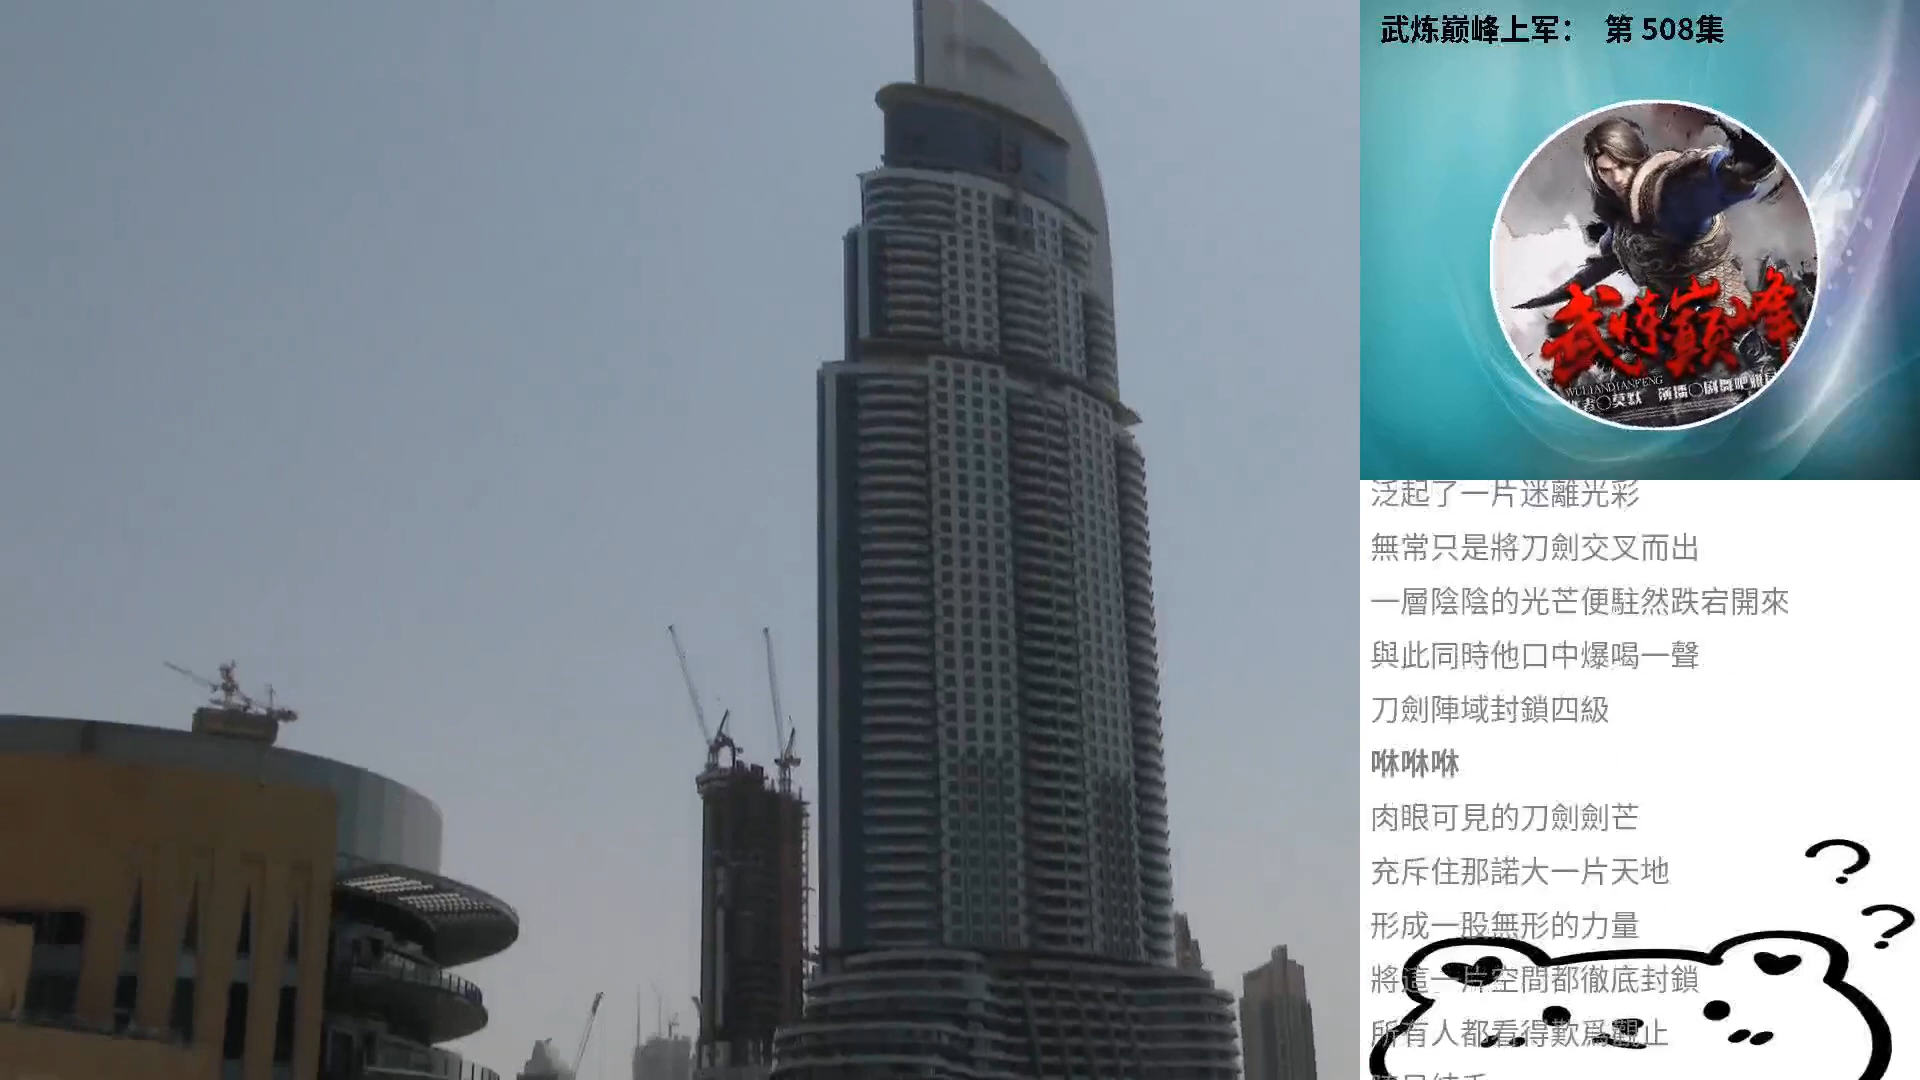 武炼巅峰上军： 第 508集
武炼巅峰
WULIANDIANFENG
泛起了一片迷離光彩
無常只是將刀劍交叉而出
一層陰陰的光芒便駐然跌宕開來
與此同時他口中爆喝一聲
刀劍陣域封鎖四級
咻咻咻
肉眼可見的刀劍劍芒
充斥住那諾大一片天地
形成一股無形的力量
將這一片空間都徹底封鎖
所有人都看得歎爲觀止